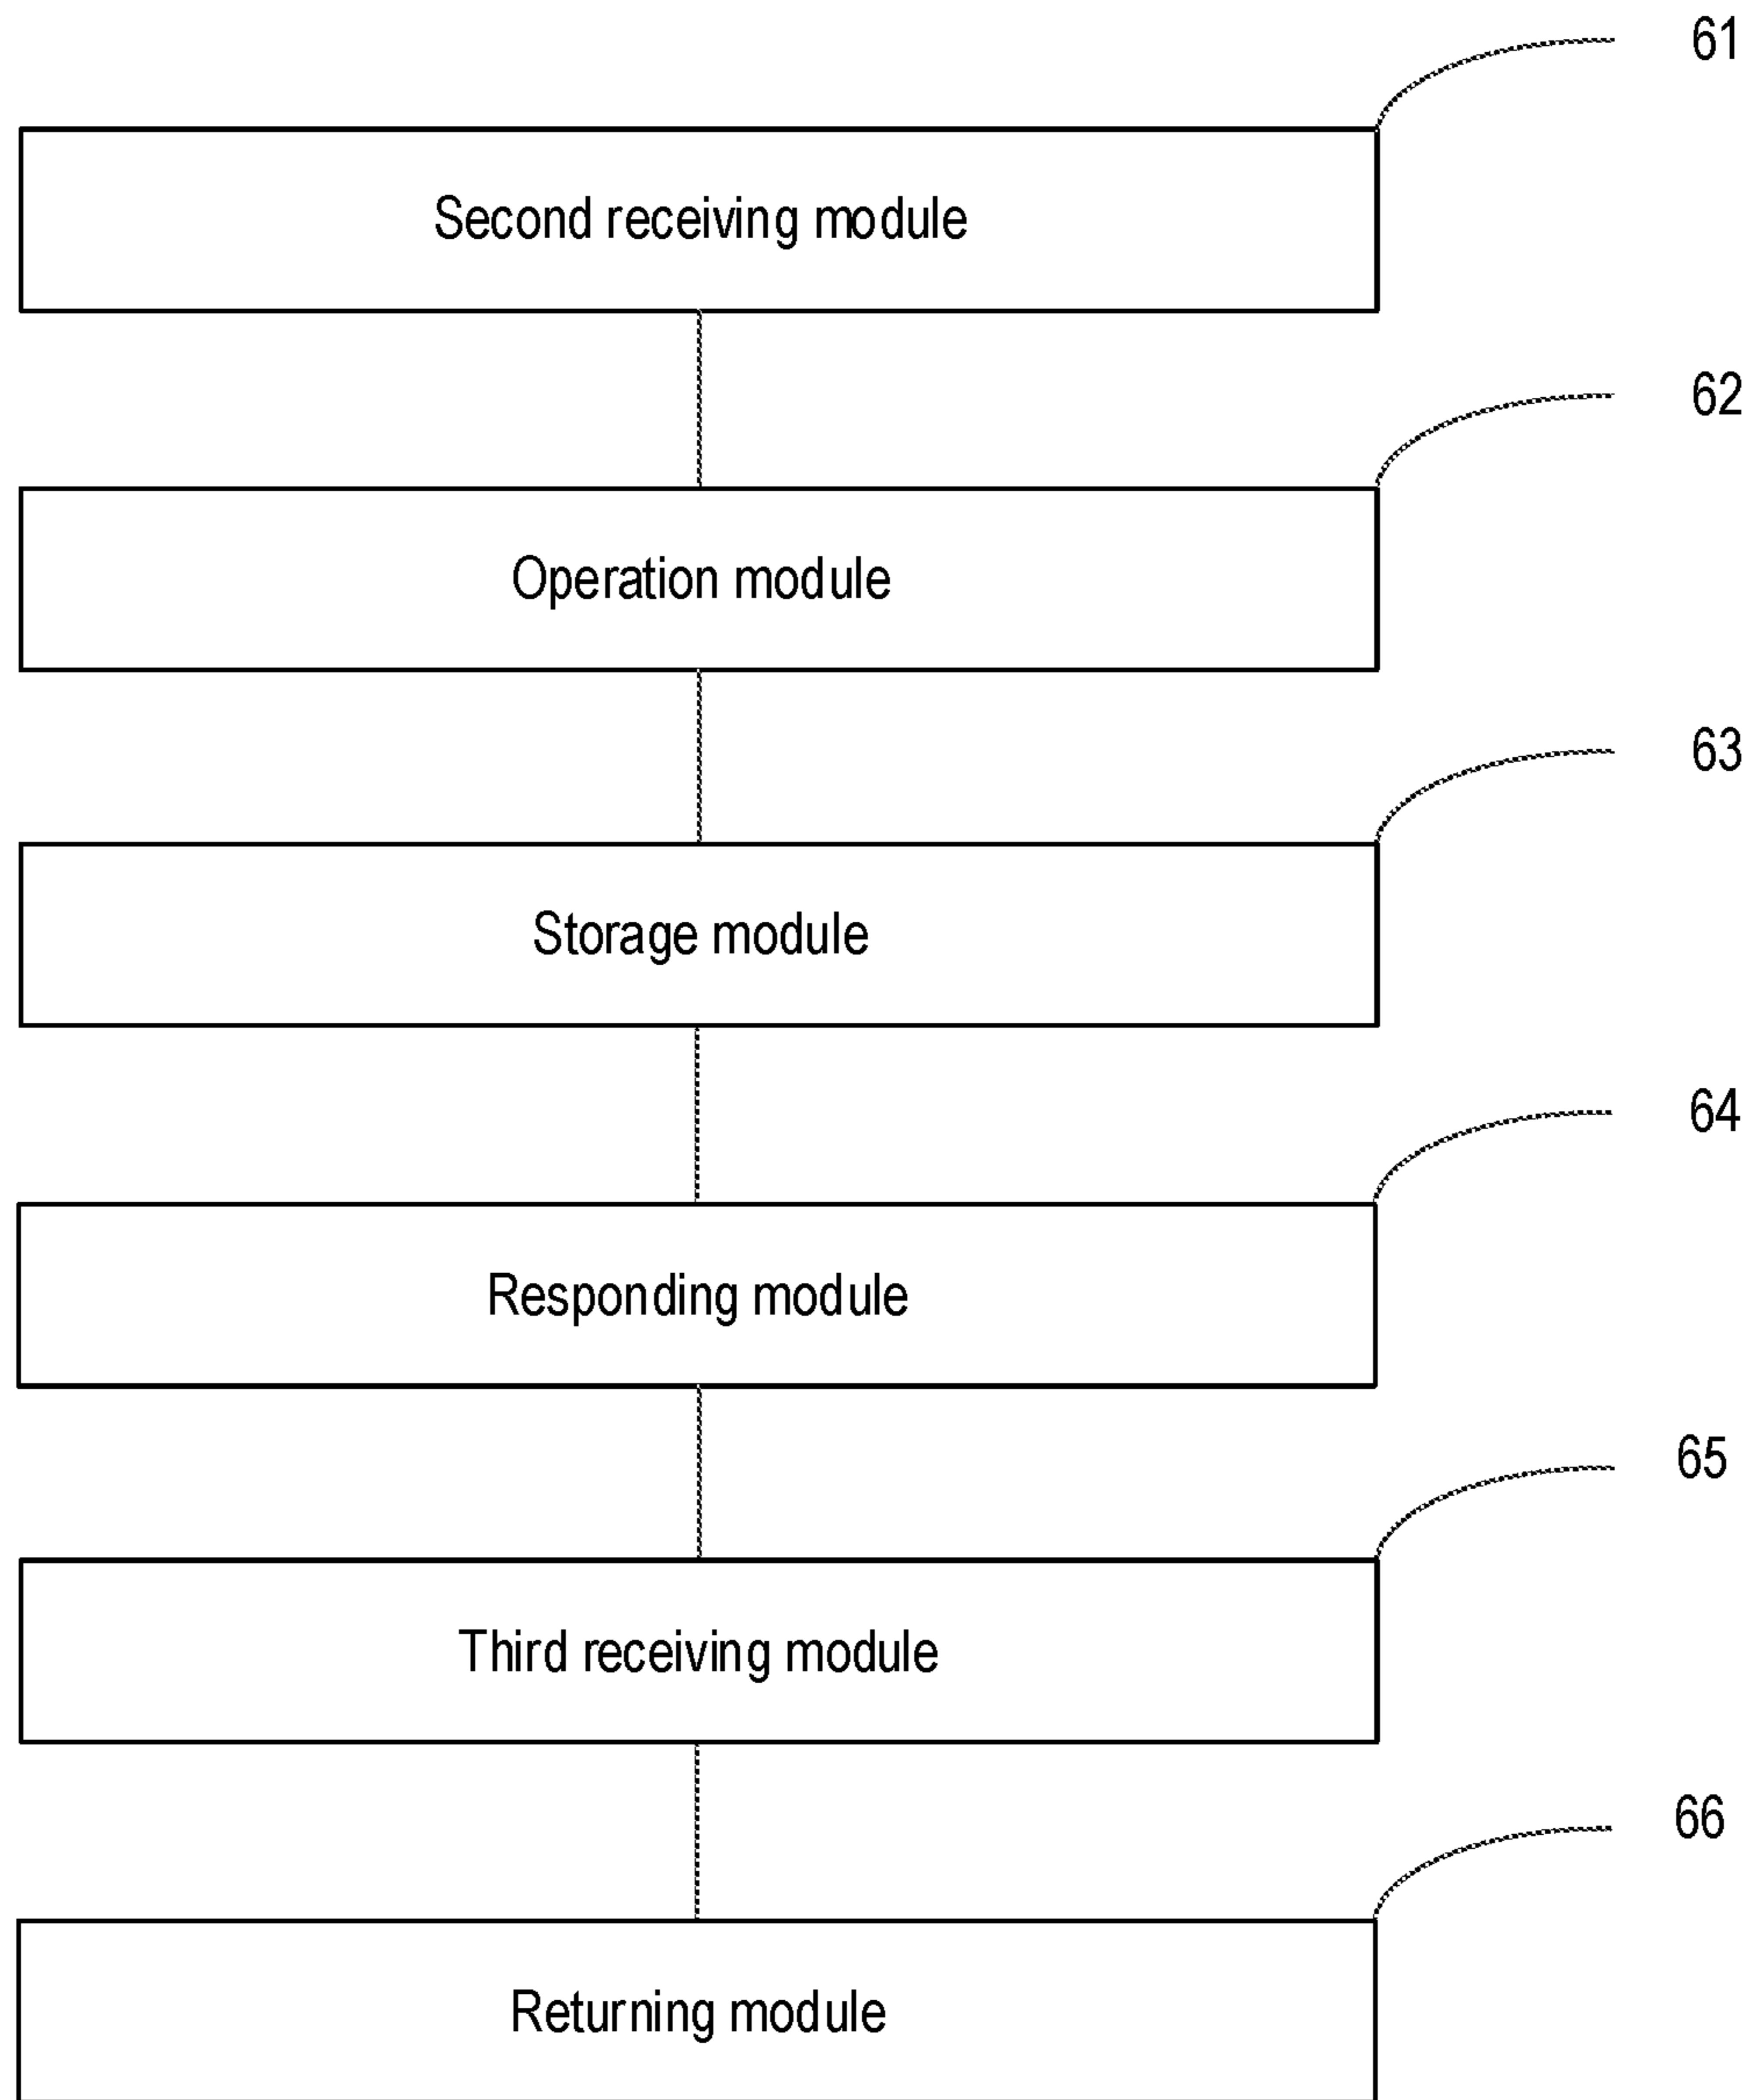 61
Second receiving module
62
Operation module
63
Storage module
64
Responding module
65
Third receiving module
66
Returning module